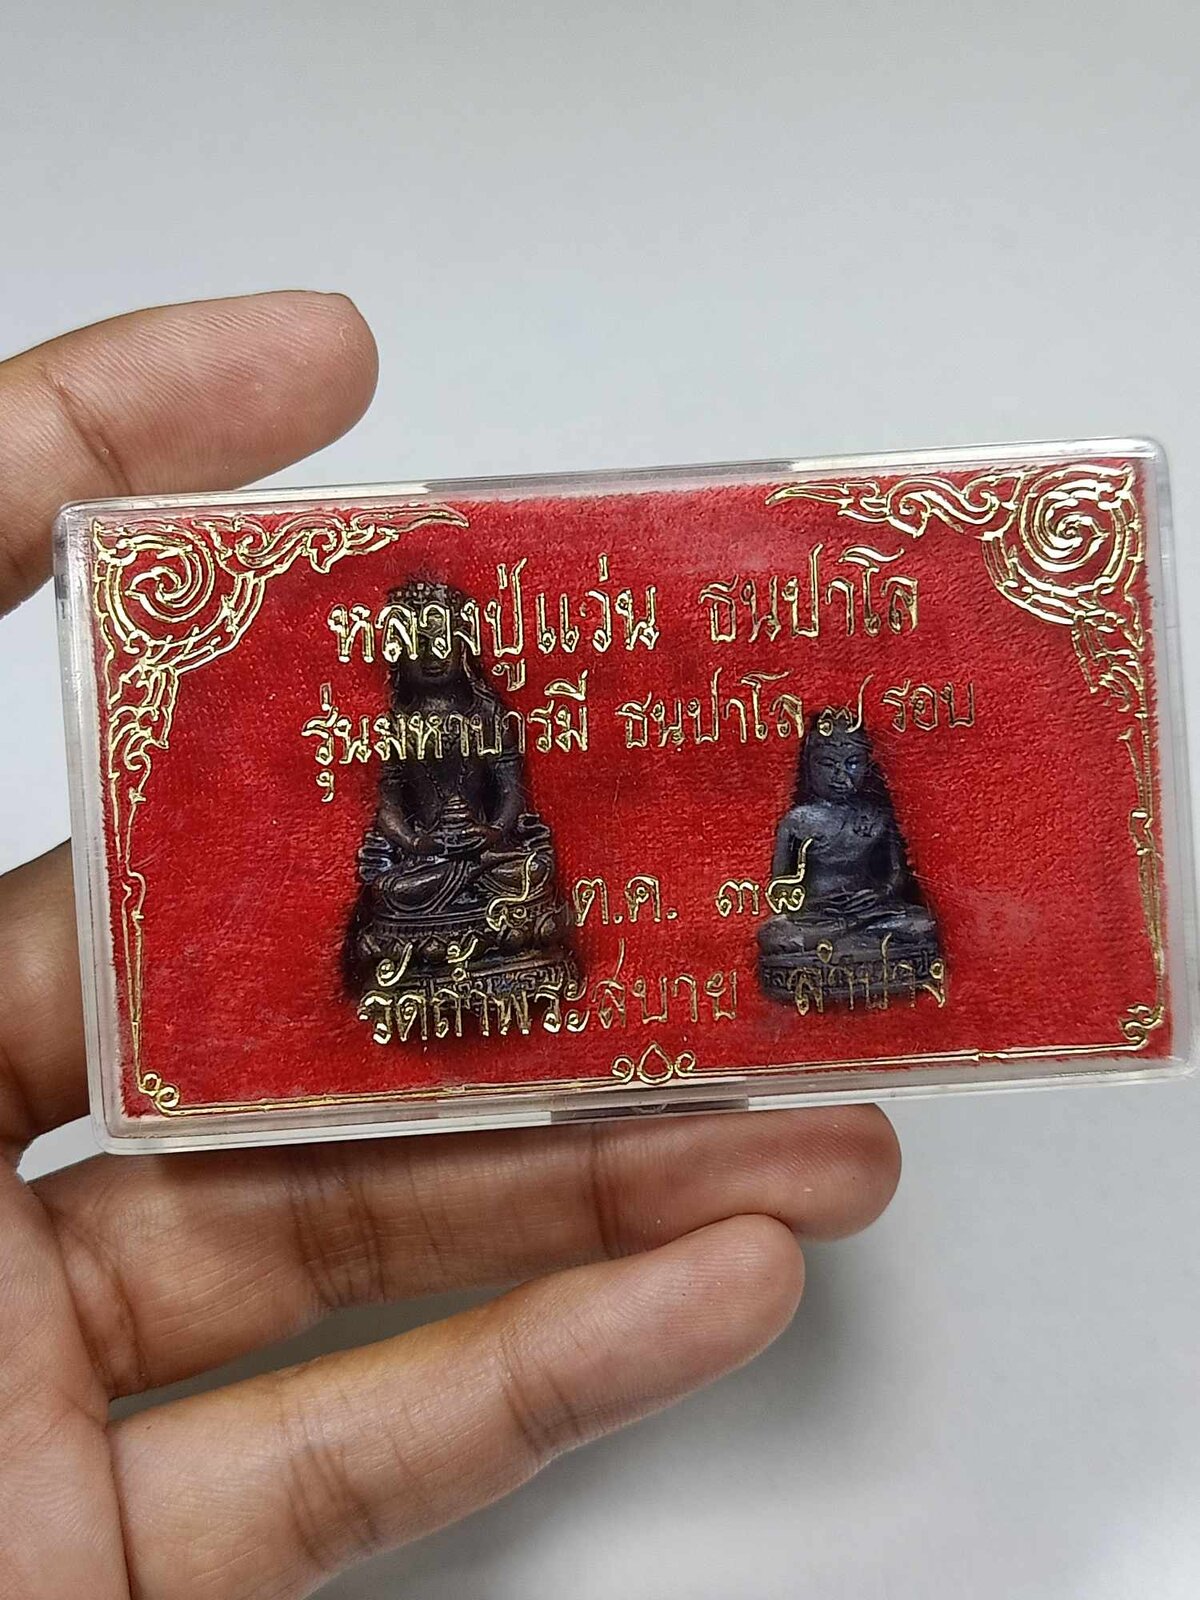 หลวงปู่แว่น ธนปาโล
รุ่นมหาบารมี ธนปาโล ๗ รอบ
๘ ต.ค. ๓๘
วัดถ้ำพระสบาย ลำปาง